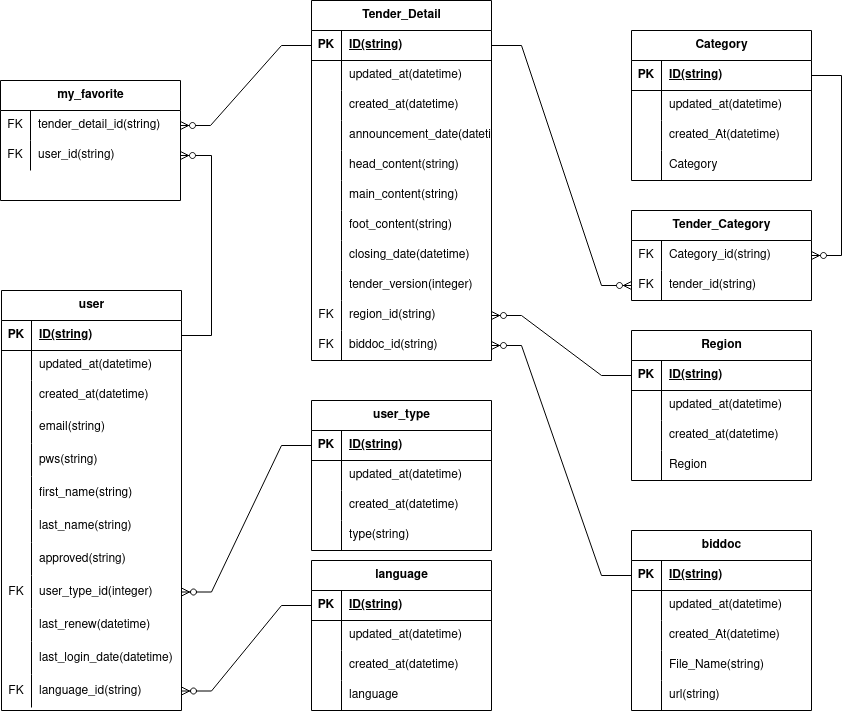 Tender_Detail
PK ID(string)
updated_at(datetime)
created_at(datetime)
announcement_date(dateti
head_content(string)
main_content(string)
foot_content(string)
closing_date(datetime)
tender_version(integer)
FK region_id(string)
FK biddoc_id(string)
my_favorite
FK tender_detail_id(string)
FK user_id(string)
user
PK ID(string)
updated_at(datetime)
created_at(datetime)
email(string)
pws(string)
first_name(string)
last_name(string)
approved(string)
FK user_type_id(integer)
last_renew(datetime)
last_login_date(datetime)
FK language_id(string)
user_type
PK ID(string)
updated_at(datetime)
created_at(datetime)
type(string)
language
PK ID(string)
updated_at(datetime)
created_at(datetime)
language
Category
PK ID(string)
updated_at(datetime)
created_At(datetime)
Category
Tender_Category
FK Category_id(string)
FK tender_id(string)
Region
PK ID(string)
updated_at(datetime)
created_at(datetime)
Region
biddoc
PK ID(string)
updated_at(datetime)
created_At(datetime)
File_Name(string)
url(string)